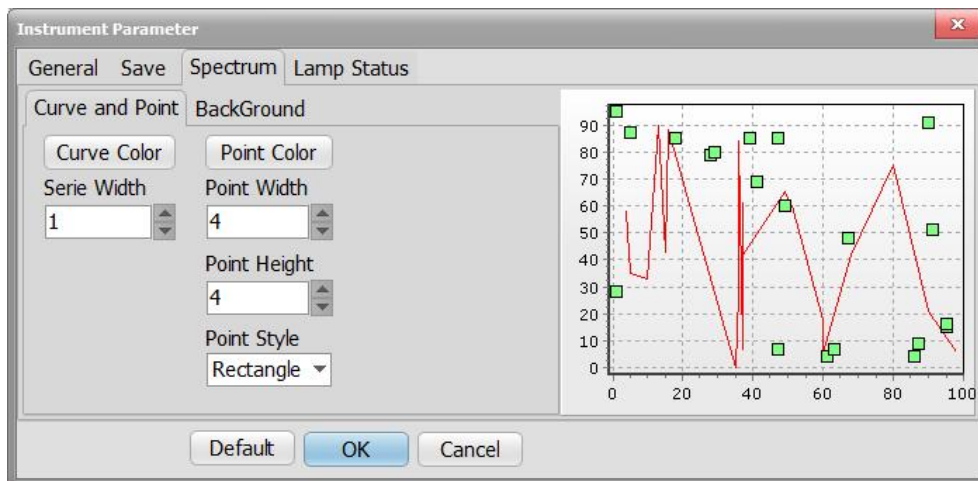 Instrument Parameter
General Save Spectrum Lamp Status
Curve and Point BackGround
Curve Color Point Color
Serie Width Point Width
1 4
Point Height
4
Point Style
Rectangle
90
80
70
60
50
40
30
20
10
0
0 20 40 60 80 100
Default OK Cancel